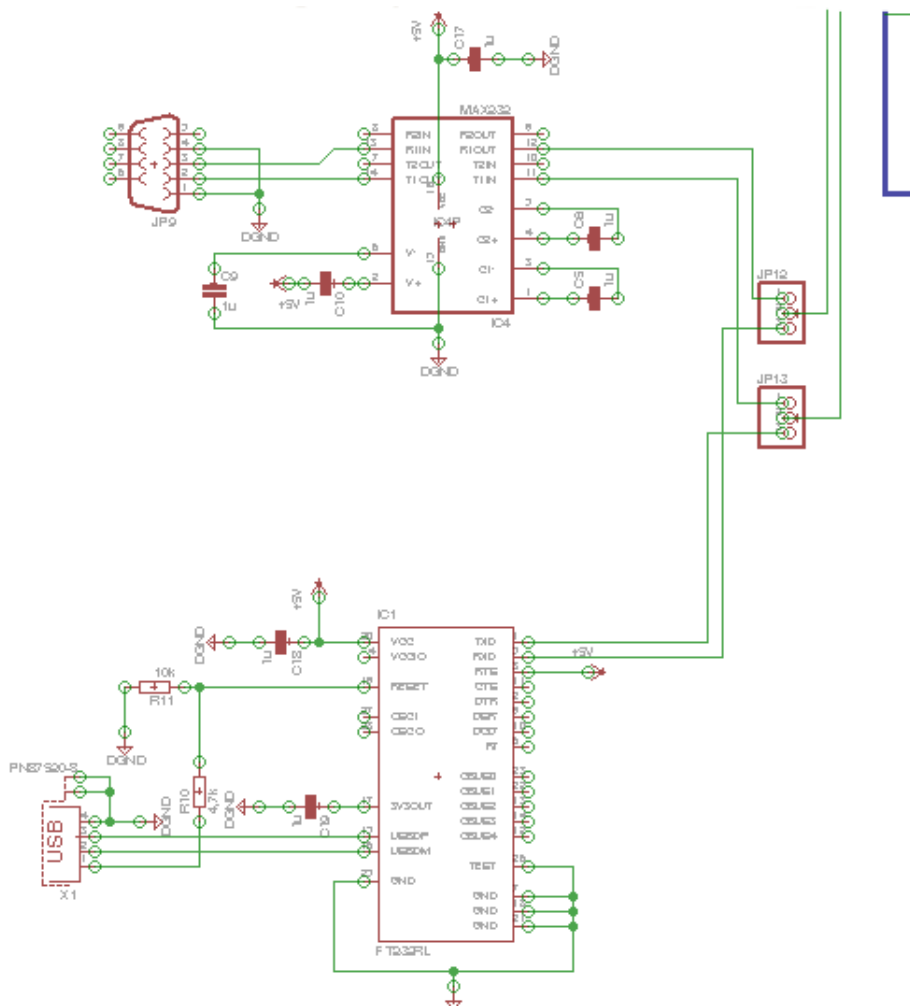 +5V
C17
1u
DGND
MAX232
R2IN
R1IN
T2OUT
T1OUT
R2OUT
R1OUT
T2IN
T1IN
12
10
11
JP9
DGND
C2-
C2+
C1-
C1+
V-
V+
C8
1u
C5
1u
C9
1u
+5V
1u
C10
IC4
DGND
JP12
JP13
+5V
IC1
DGND
1u
C18
VCC
VCCIO
RESET
OSCI
OSCO
3V3OUT
USBDP
USBDM
GND
TXD
RXD
RTS
CTS
DTR
DSR
DCD
RI
CBUS0
CBUS1
CBUS2
CBUS3
CBUS4
TEST
GND
GND
GND
+5V
10k
R11
DGND
PN87520-S
R10
4,7k
DGND
1u
C19
DGND
USB
X1
FT232RL